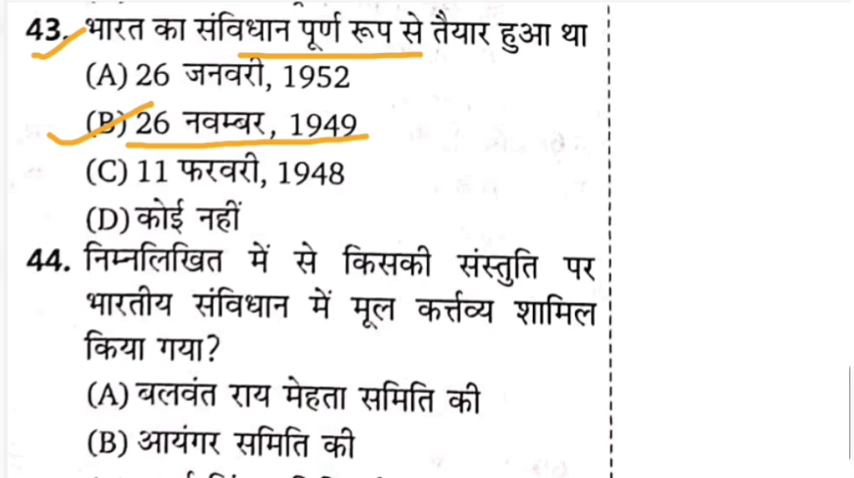 43. भारत का संविधान पूर्ण रूप से तैयार हुआ था
(A) 26 जनवरी, 1952
(B) 26 नवम्बर, 1949
(C) 11 फरवरी, 1948
(D) कोई नहीं
44. निम्नलिखित में से किसकी संस्तुति पर
भारतीय संविधान में मूल कर्त्तव्य शामिल
किया गया?
(A) बलवंत राय मेहता समिति की
(B) आयंगर समिति की